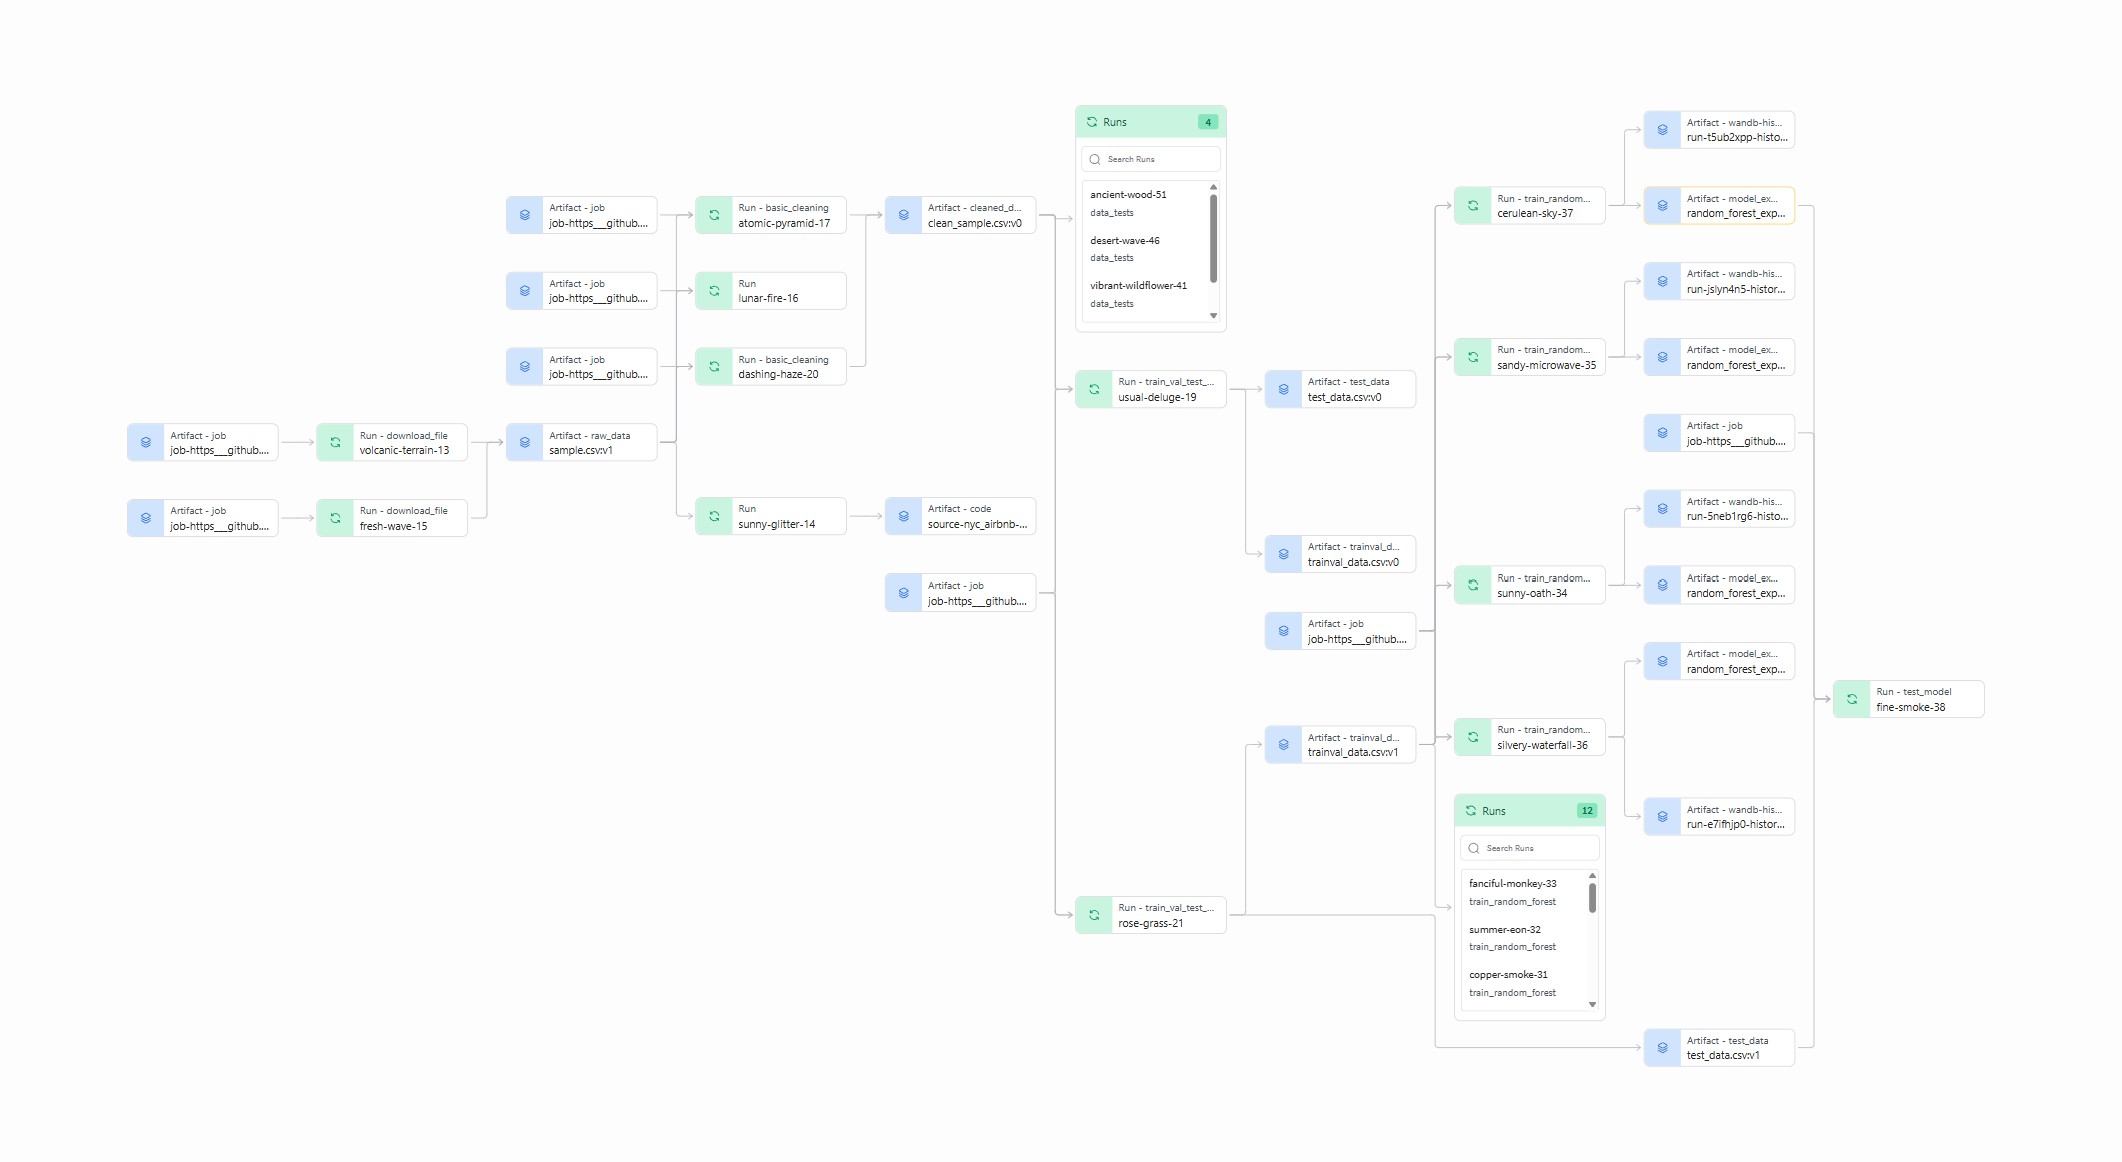 Artifact - job
job-https___github....
Artifact - job
job-https___github....
Run - download_file
volcanic-terrain-13
Run - download_file
fresh-wave-15
Artifact - job
job-https___github....
Artifact - job
job-https___github....
Artifact - job
job-https___github....
Artifact - raw_data
sample.csv:v1
Run - basic_cleaning
atomic-pyramid-17
Run
lunar-fire-16
Run - basic_cleaning
dashing-haze-20
Run
sunny-glitter-14
Artifact - cleaned_d...
clean_sample.csv:v0
Artifact - code
source-nyc_airbnb-...
Artifact - job
job-https___github....
Runs 4
Search Runs
ancient-wood-51
data_tests
desert-wave-46
data_tests
vibrant-wildflower-41
data_tests
Run - train_val_test_...
usual-deluge-19
Run - train_val_test_...
rose-grass-21
Artifact - test_data
test_data.csv:v0
Artifact - trainval_d...
trainval_data.csv:v0
Artifact - job
job-https___github....
Artifact - trainval_d...
trainval_data.csv:v1
Run - train_random...
cerulean-sky-37
Run - train_random...
sandy-microwave-35
Run - train_random...
sunny-oath-34
Run - train_random...
silvery-waterfall-36
Runs 12
Search Runs
fanciful-monkey-33
train_random_forest
summer-eon-32
train_random_forest
copper-smoke-31
train_random_forest
Artifact - wandb-his...
run-t5ub2xpp-histo...
Artifact - model_ex...
random_forest_exp...
Artifact - wandb-his...
run-jslyn4n5-histor...
Artifact - model_ex...
random_forest_exp...
Artifact - job
job-https___github....
Artifact - wandb-his...
run-5neb1rg6-histo...
Artifact - model_ex...
random_forest_exp...
Artifact - model_ex...
random_forest_exp...
Artifact - wandb-his...
run-e7ifhjp0-histor...
Artifact - test_data
test_data.csv:v1
Run - test_model
fine-smoke-38